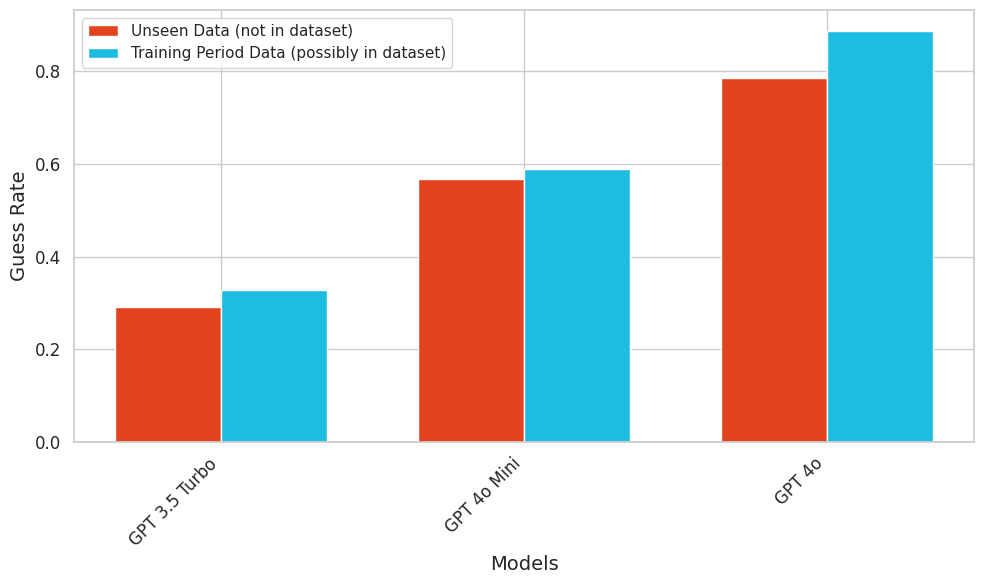 Unseen Data (not in dataset)
Training Period Data (possibly in dataset)
Guess Rate
0.8
0.6
0.4
0.2
0.0
GPT 3.5 Turbo
GPT 4o Mini
GPT 4o
Models